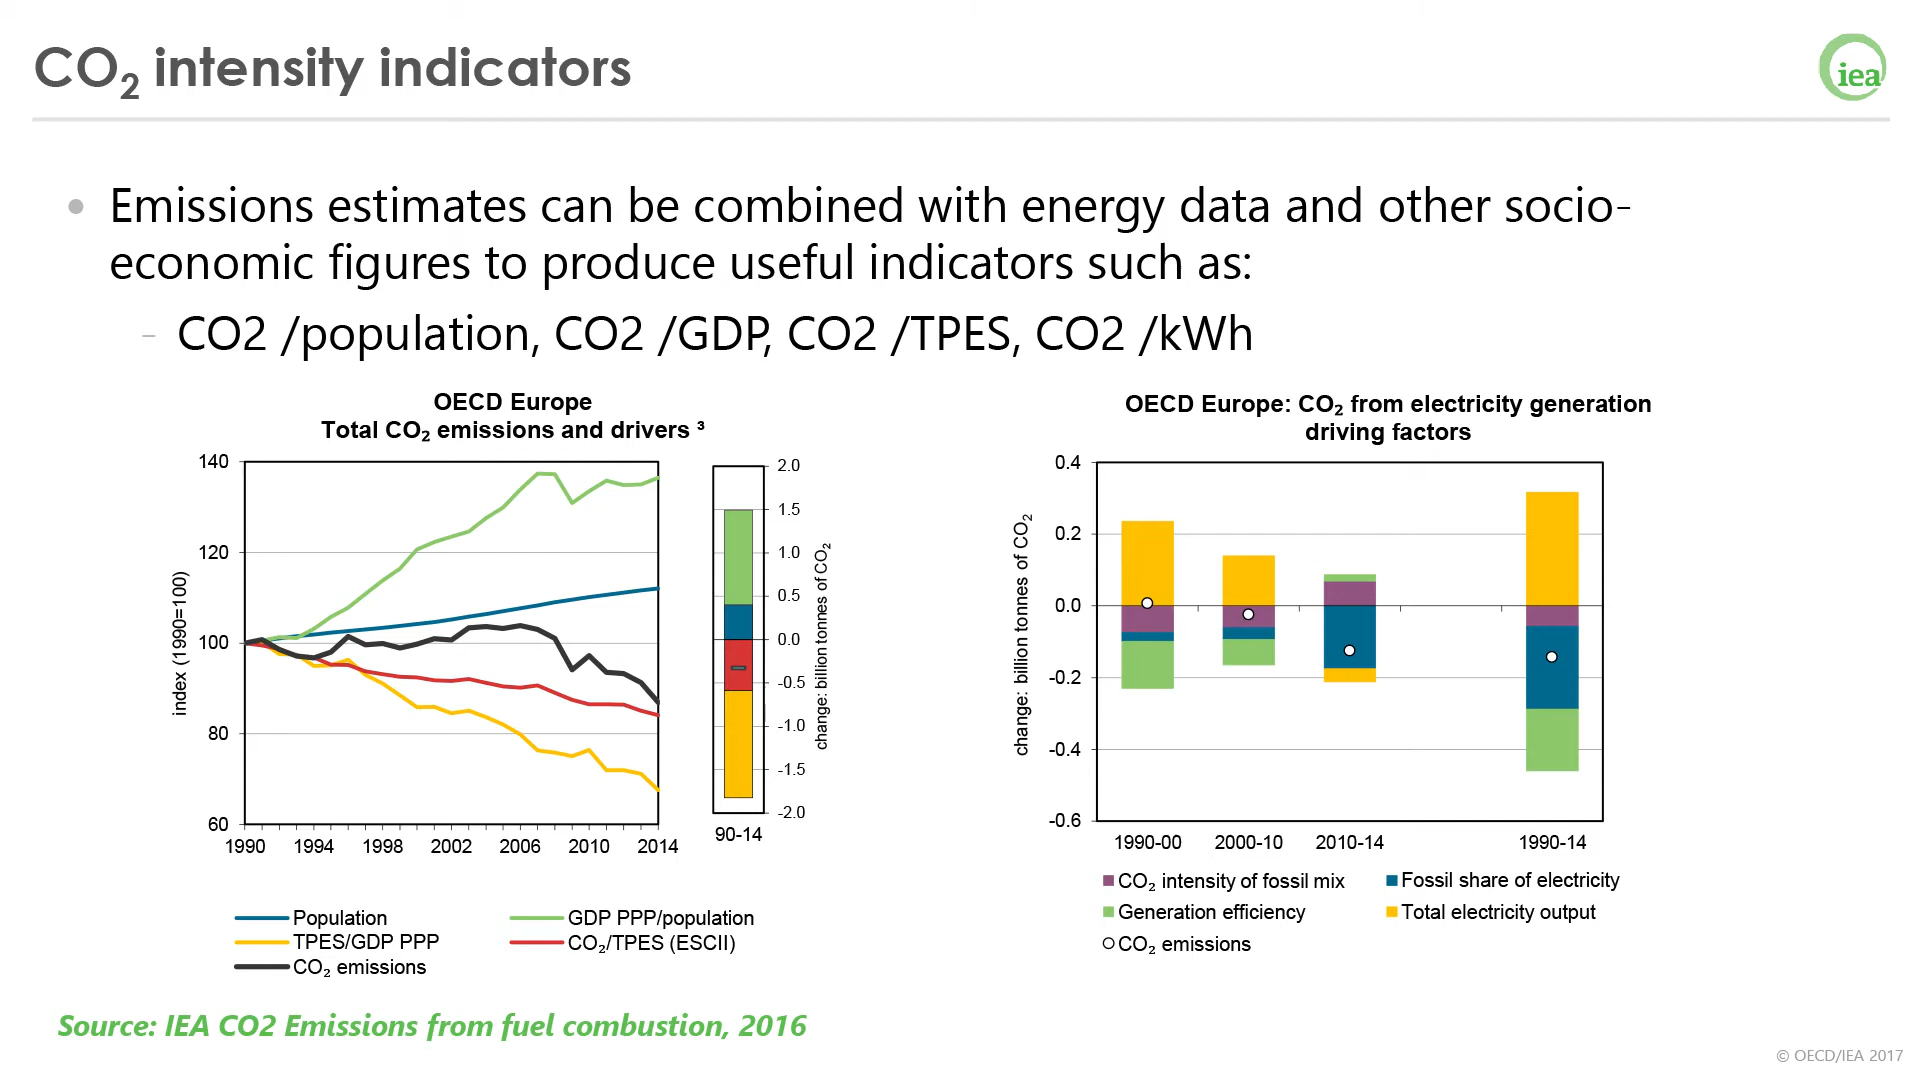 CO₂ intensity indicators
iea
• Emissions estimates can be combined with energy data and other socio-
economic figures to produce useful indicators such as:
- CO2 /population, CO2 /GDP, CO2 /TPES, CO2 /kWh
OECD Europe
Total CO₂ emissions and drivers ³
140
120
100
80
60
index (1990=100)
1990 1994 1998 2002 2006 2010 2014
2.0
1.5
1.0
0.5
0.0
-0.5
-1.0
-1.5
-2.0
change: billion tonnes of CO₂
90-14
Population GDP PPP/population
TPES/GDP PPP CO₂/TPES (ESCII)
CO₂ emissions
OECD Europe: CO₂ from electricity generation
driving factors
0.4
0.2
0.0
-0.2
-0.4
-0.6
change: billion tonnes of CO₂
1990-00 2000-10 2010-14 1990-14
CO₂ intensity of fossil mix Fossil share of electricity
Generation efficiency Total electricity output
CO₂ emissions
Source: IEA CO2 Emissions from fuel combustion, 2016
© OECD/IEA 2017